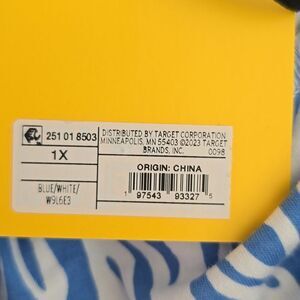 251 01 8503
1X
BLUE/WHITE/
W9L6E3
DISTRIBUTED BY TARGET CORPORATION
MINNEAPOLIS, MN 55403 ©2023 TARGET
BRANDS, INC.
0098
ORIGIN: CHINA
1 97543 93327 5